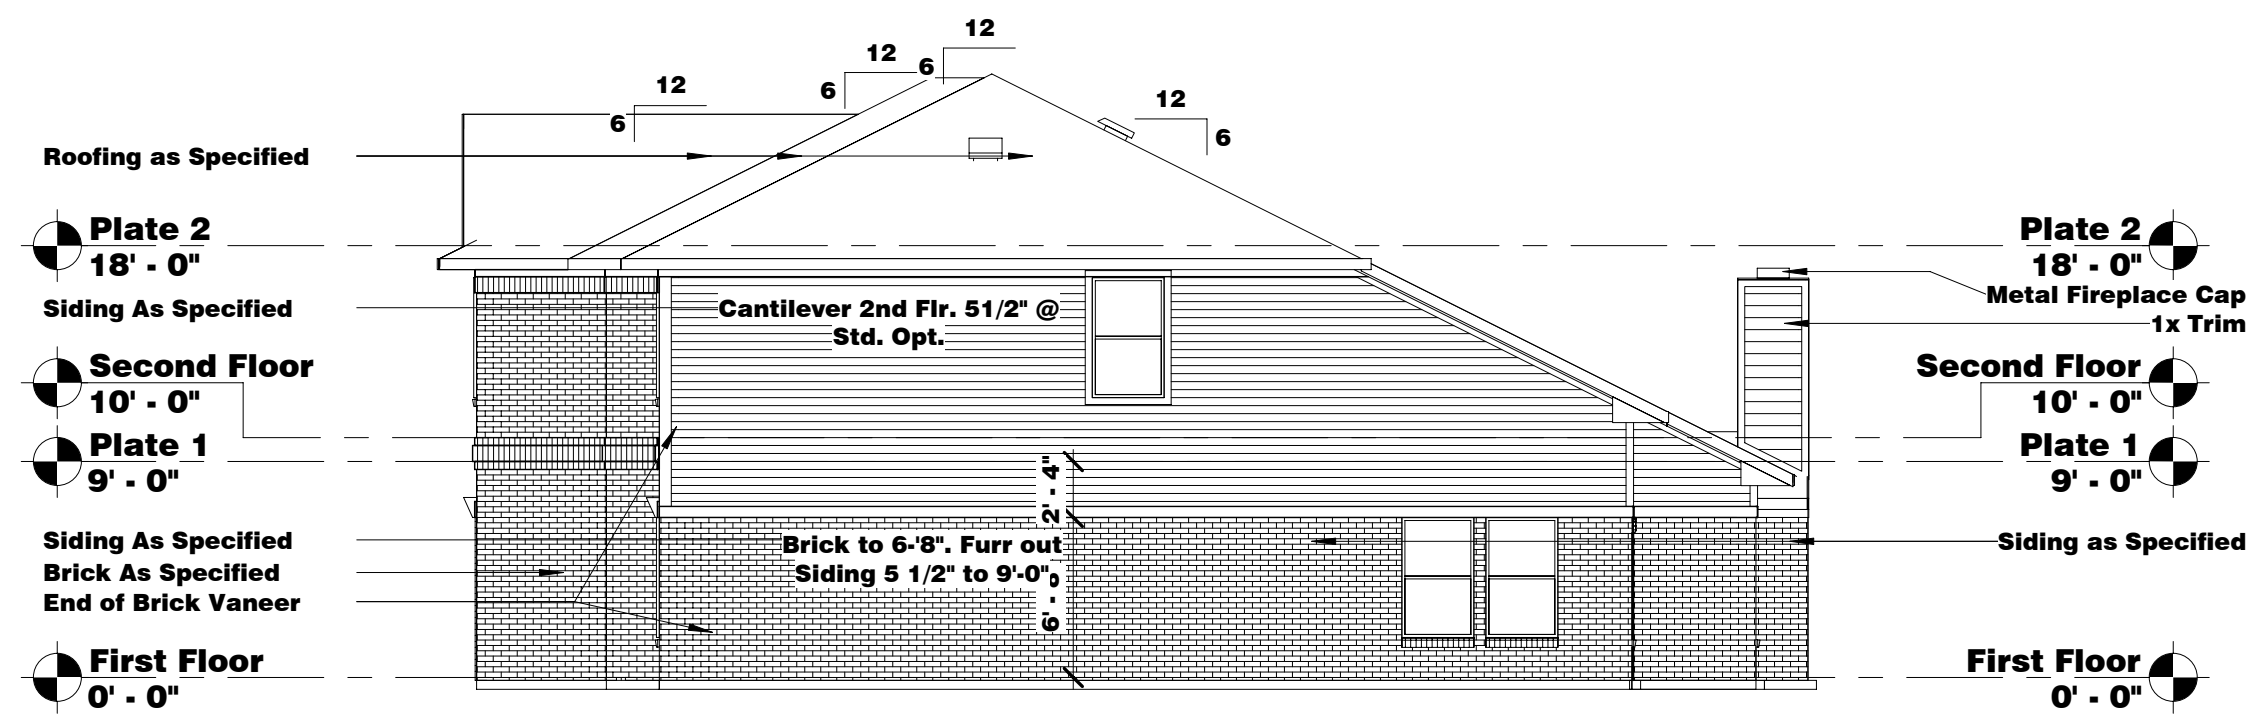 12
12
6
12
6
12
6
6
Roofing as Specified
Plate 2
18' - 0"
Plate 2
18' - 0"
Metal Fireplace Cap
Siding As Specified
Cantilever 2nd Flr. 51/2" @
Std. Opt.
1x Trim
Second Floor
10' - 0"
Second Floor
10' - 0"
Plate 1
9' - 0"
Plate 1
9' - 0"
2' - 4"
Siding As Specified
Brick to 6-'8". Furr out
Siding 5 1/2" to 9'-0".
Siding as Specified
Brick As Specified
End of Brick Vaneer
6' - 8"
First Floor
0' - 0"
First Floor
0' - 0"